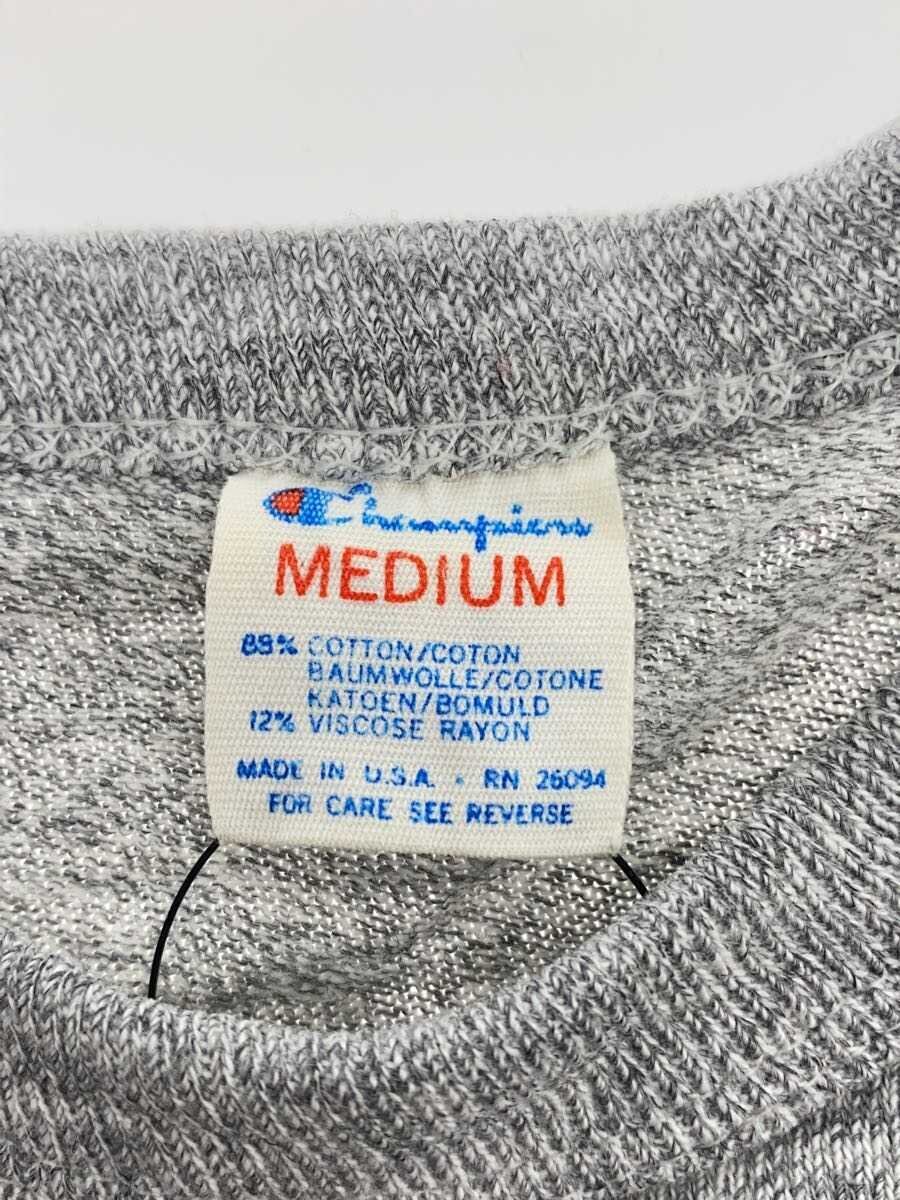 Champion
MEDIUM
88% COTTON/COTON
BAUMWOLLE/COTONE
KATOEN/BOMULD
12% VISCOSE RAYON
MADE IN U.S.A. · RN 26094
FOR CARE SEE REVERSE